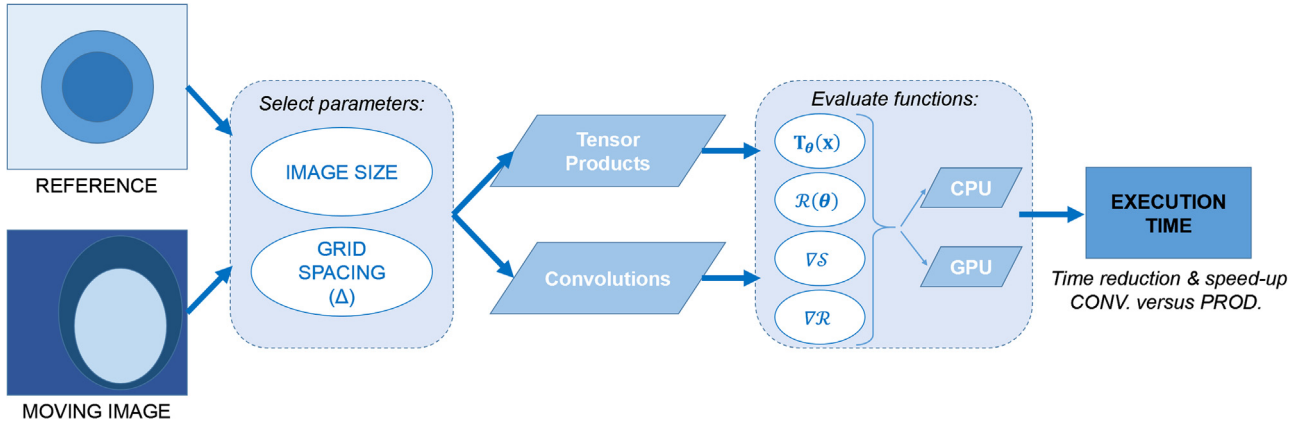 REFERENCE
MOVING IMAGE
Select parameters:
IMAGE SIZE
GRID
SPACING
(Δ)
Tensor
Products
Convolutions
Evaluate functions:
𝐓𝛉(𝐱)
ℛ(𝛉)
∇𝒮
∇ℛ
CPU
GPU
EXECUTION
TIME
Time reduction & speed-up
CONV. versus PROD.